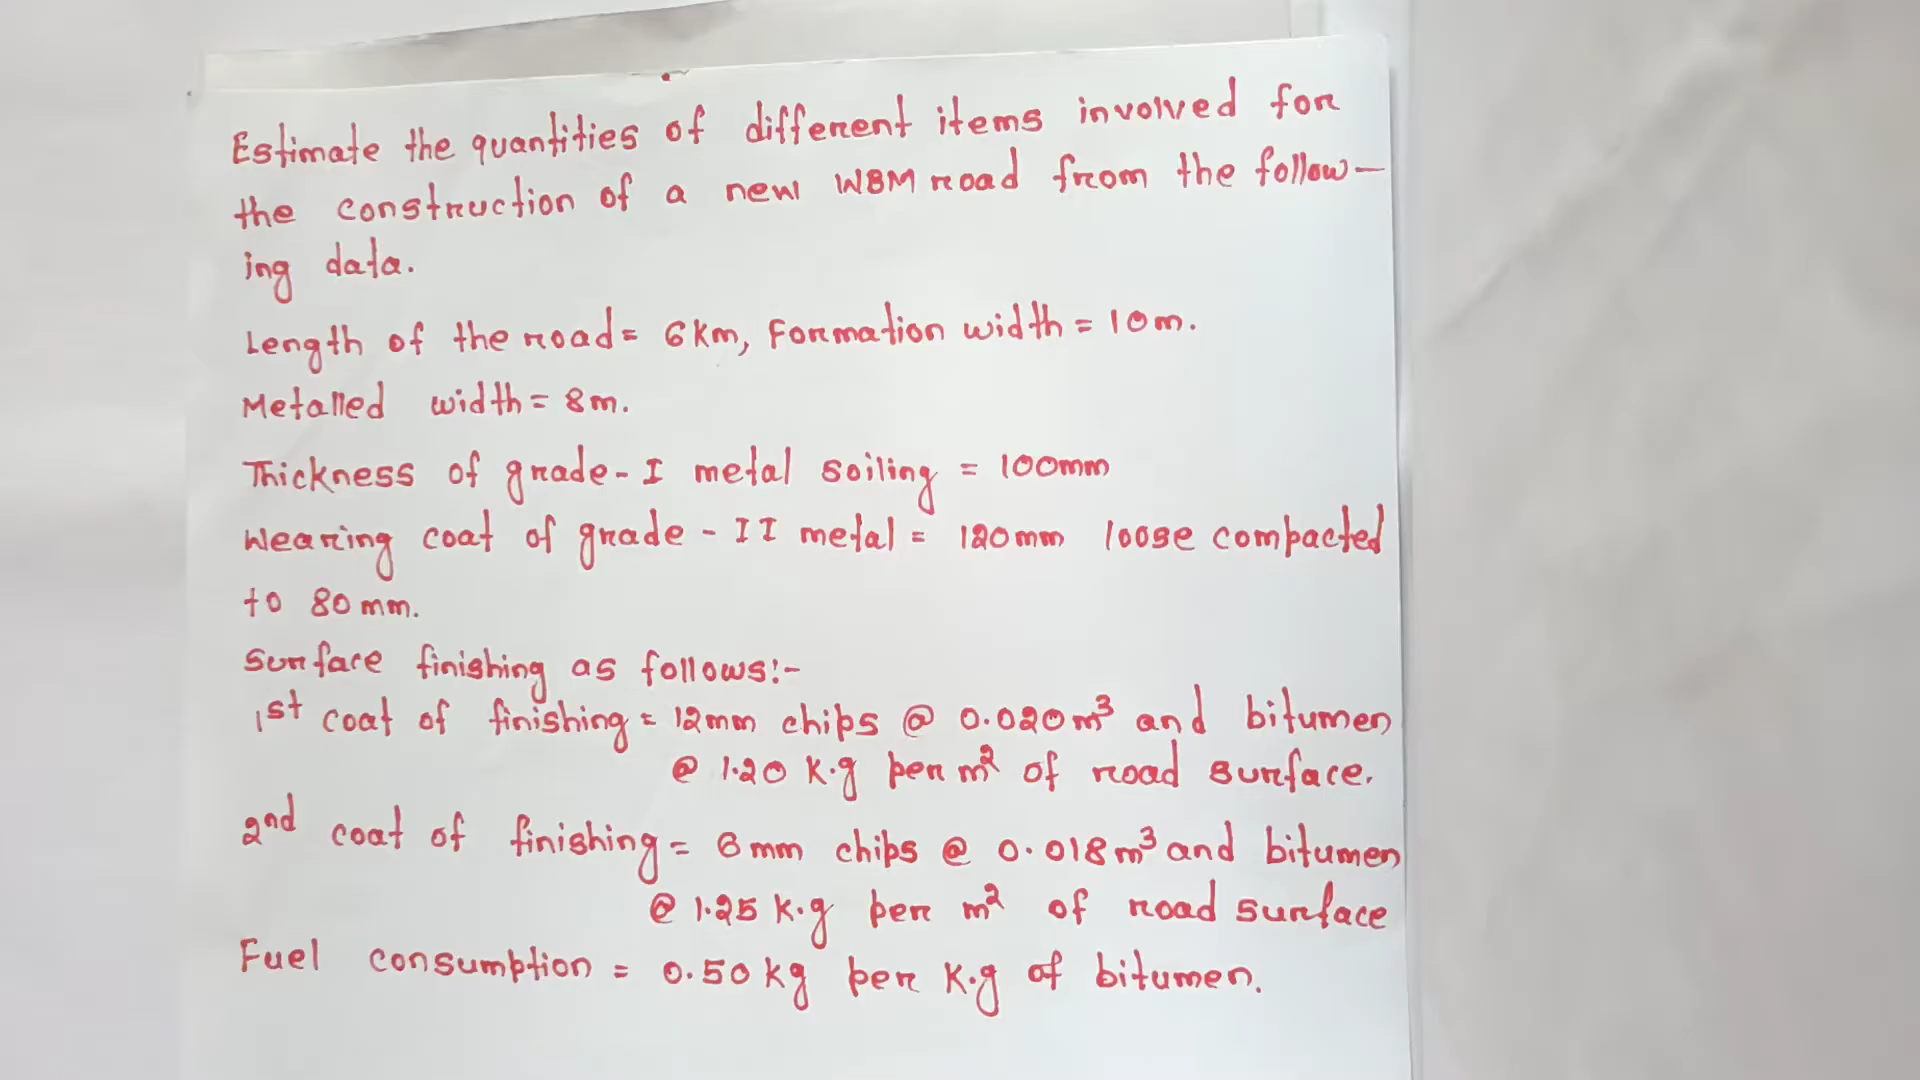 Estimate the quantities of different items involved for
the construction of a new WBM road from the follow-
ing data.
Length of the road = 6km, Formation width = 10m.
Metalled width = 8m.
Thickness of grade-I metal soiling = 100mm
Wearing coat of grade - II metal = 120mm loose compacted
to 80mm.
Surface finishing as follows:-
1st coat of finishing = 12mm chips @ 0.020m³ and bitumen
@ 1.20 K.g per m² of road surface.
2nd coat of finishing = 6mm chips @ 0.018m³ and bitumen
@ 1.25 K.g per m² of road surface
Fuel consumption = 0.50kg per K.g of bitumen.